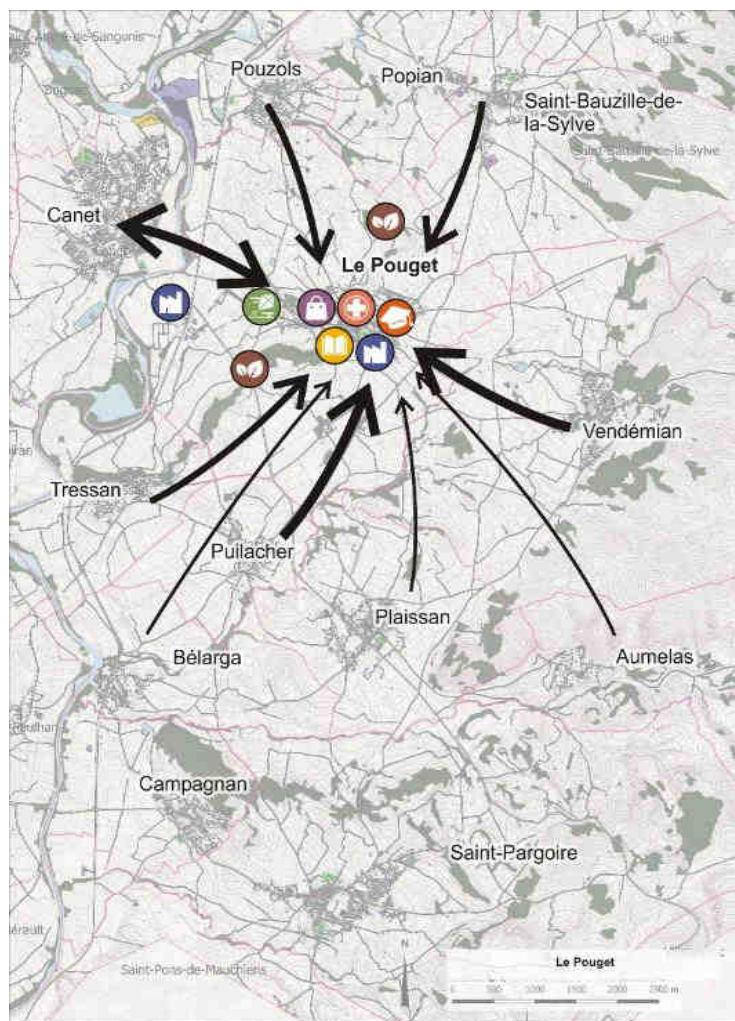 Pouzols
Popian
Saint-Bauzille-de-
la-Sylve
Canet
Le Pouget
Vendémian
Tressan
Puilacher
Plaissan
Bélarga
Aumelas
Campagnan
Saint-Pargoire
Saint-Pons-de-Mauchiens
N
Le Pouget
0 500 1000 1500 2000 2500 m